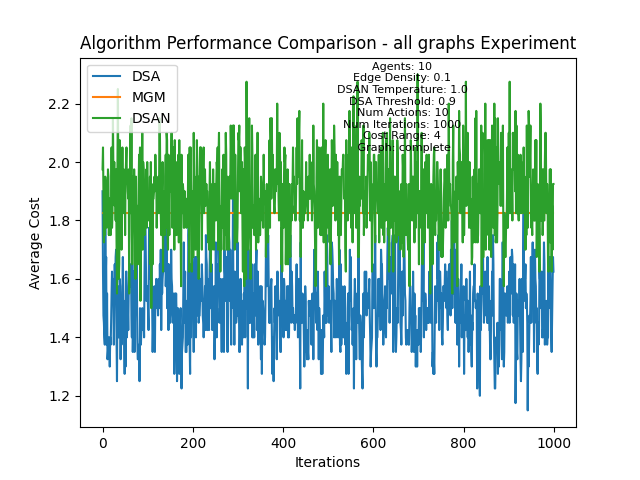 Algorithm Performance Comparison - all graphs Experiment
DSA
MGM
DSAN
Agents: 10
Edge Density: 0.1
DSAN Temperature: 1.0
DSA Threshold: 0.9
Num Actions: 10
Num Iterations: 1000
Cost Range: 4
Graph: complete
Average Cost
2.2
2.0
1.8
1.6
1.4
1.2
0 200 400 600 800 1000
Iterations